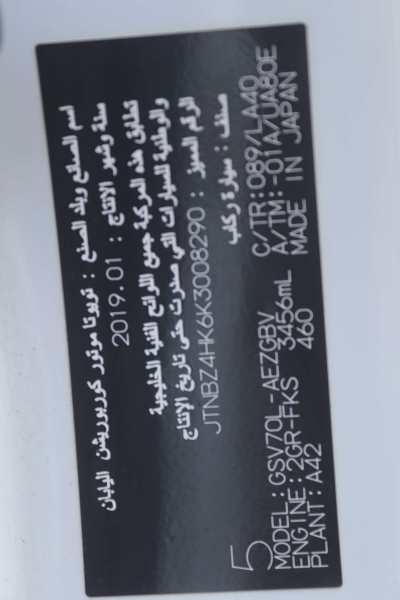 اسم الصانع وبلد الصنع : تويوتا موتور كوربوريشن اليابان
سنة وشهر الإنتاج : 2019.01
تطابق هذه المركبة جميع اللوائح الفنية الخليجية
والوطنية للسيارات التي صدرت حتى تاريخ الإنتاج
الرقم المميز : JTNBZ4HK6K3008290
صنف : سيارة ركاب
5
MODEL:GSV70L-AEZGBV C/TR:089/LA40
ENGINE:2GR-FKS 3456mL A/TM:-01A/UA80E
PLANT:A42 460 MADE IN JAPAN